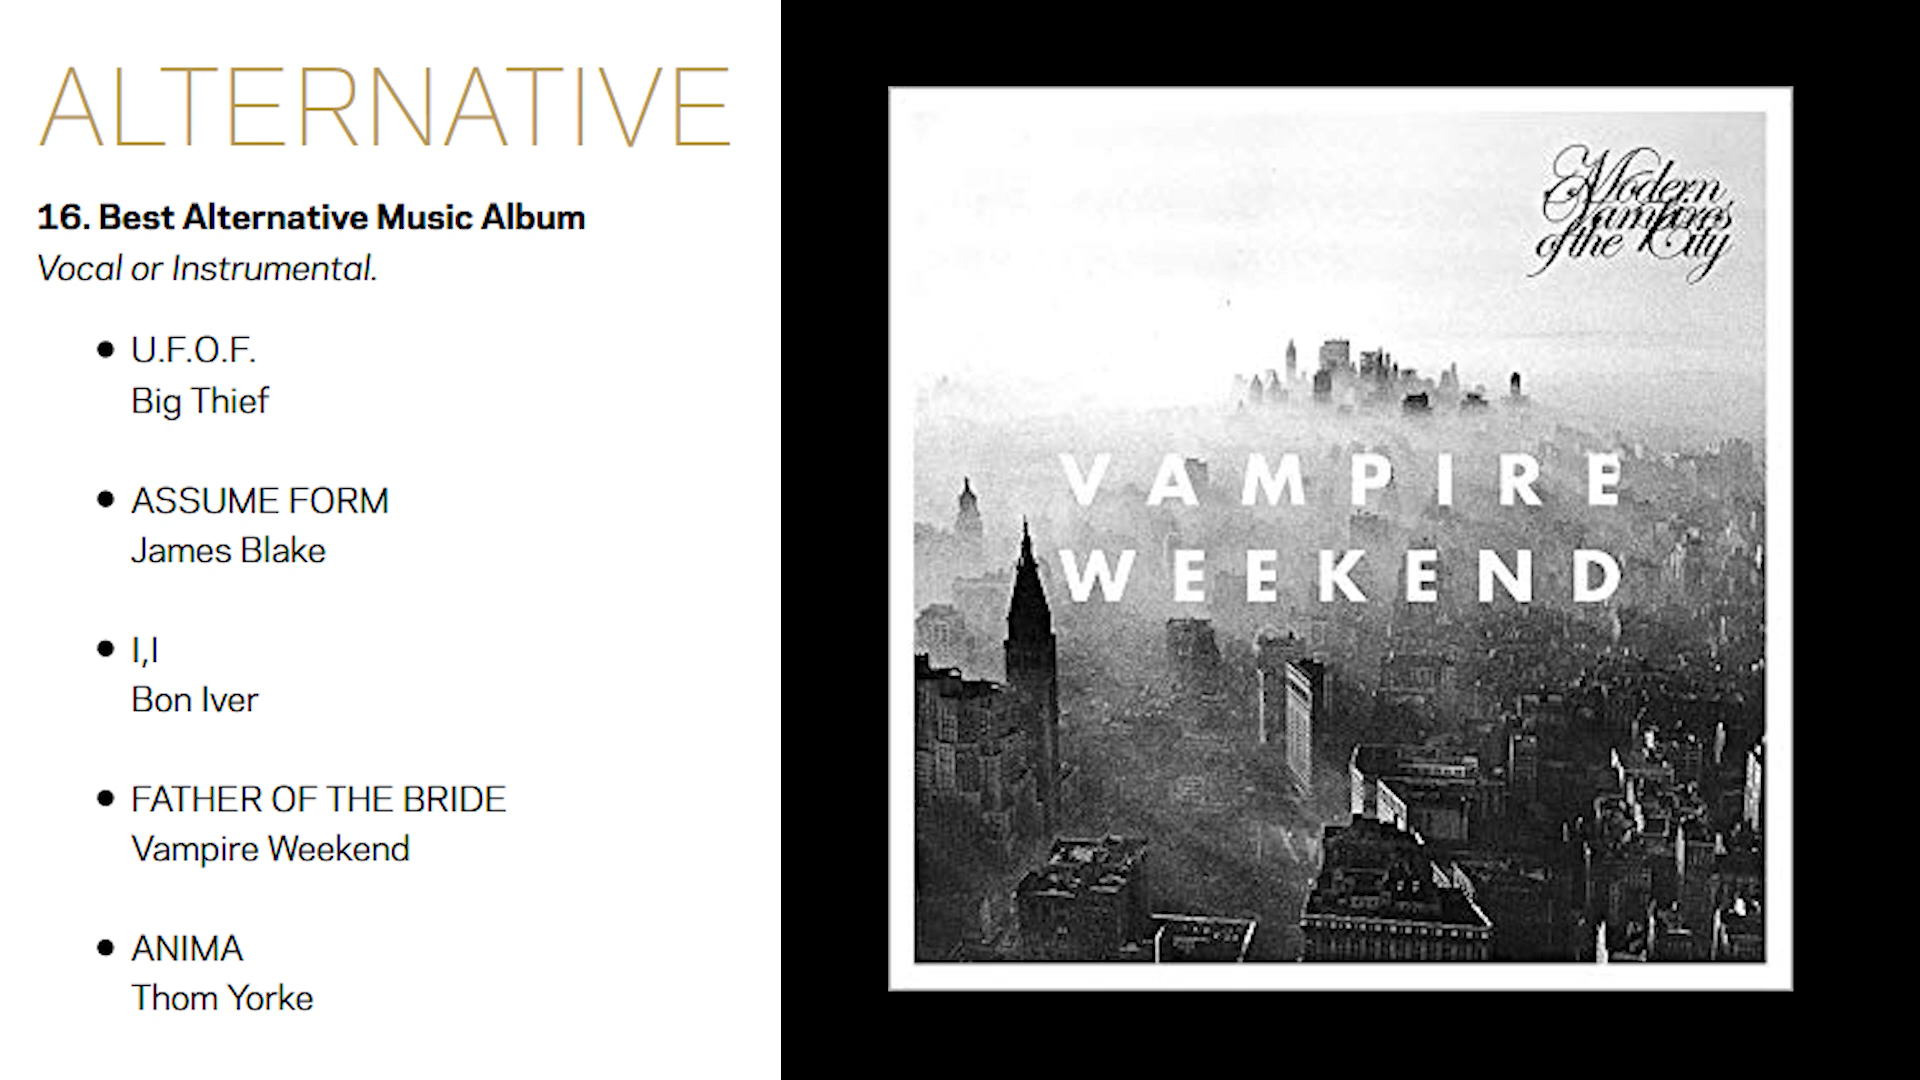 ALTERNATIVE
16. Best Alternative Music Album
Vocal or Instrumental.
● U.F.O.F.
Big Thief
● ASSUME FORM
James Blake
● I,I
Bon Iver
● FATHER OF THE BRIDE
Vampire Weekend
● ANIMA
Thom Yorke
Modern
Vampires
of the City
VAMPIRE
WEEKEND